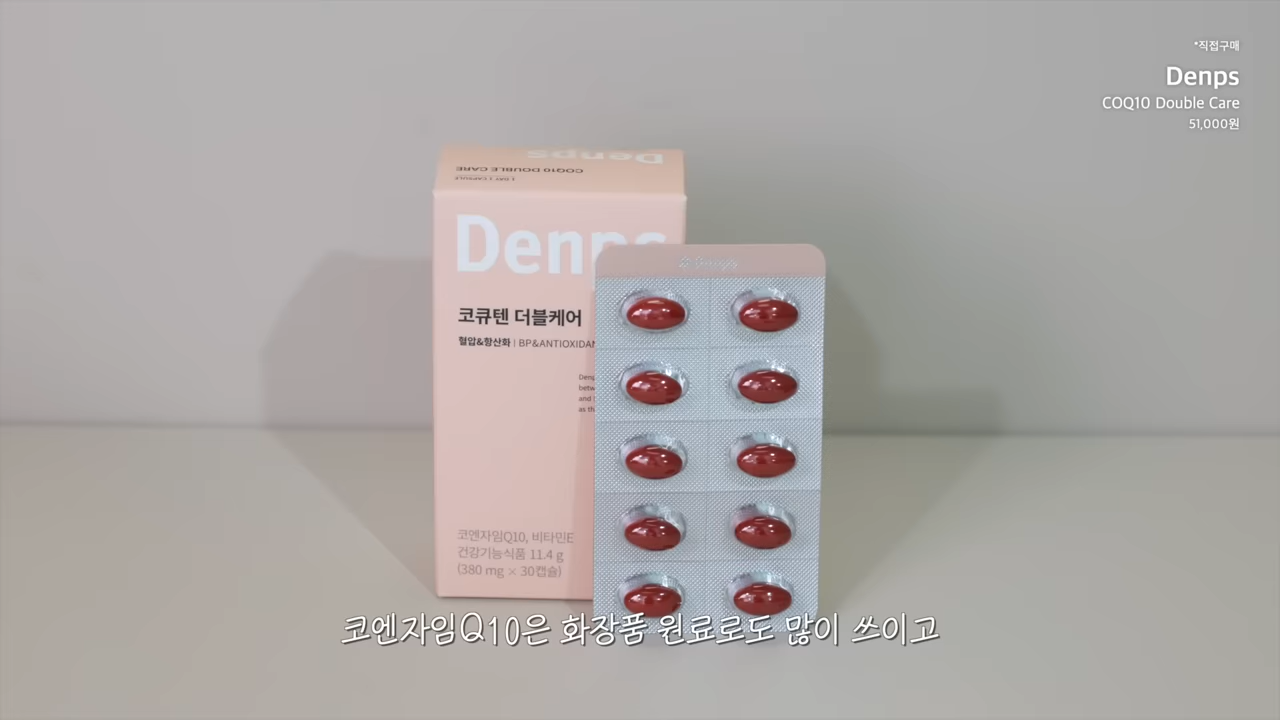 *직접구매
Denps
COQ10 Double Care
51,000원
Denps
COQ10 DOUBLE CARE
1 DAY 1 CAPSULE
Denps
코큐텐 더블케어
혈압&항산화 | BP&ANTIOXIDAN
코엔자임Q10, 비타민E
건강기능식품 11.4 g
(380 mg × 30캡슐)
코엔자임Q10은 화장품 원료로도 많이 쓰이고